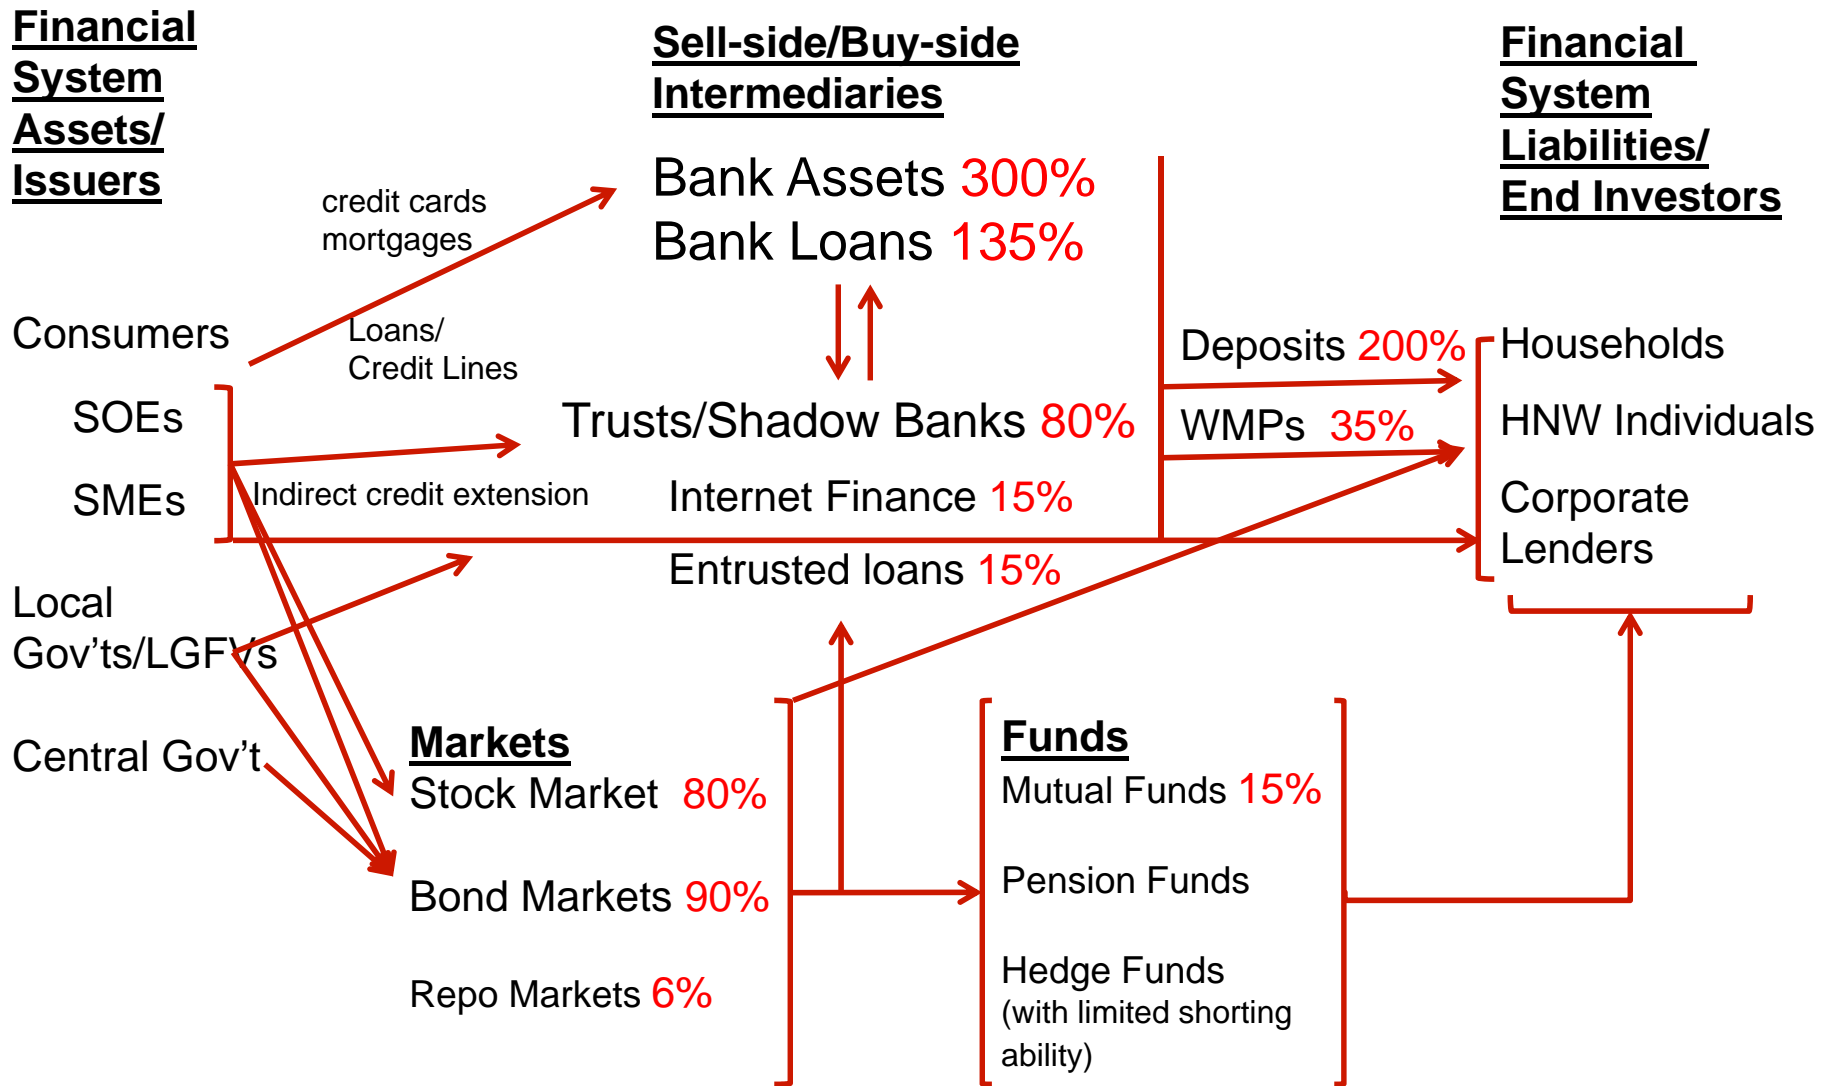 Financial
System
Assets/
Issuers
Sell-side/Buy-side
Intermediaries
Financial
System
Liabilities/
End Investors
credit cards
mortgages
Bank Assets 300%
Bank Loans 135%
Consumers
Loans/
Credit Lines
SOEs
SMEs
Trusts/Shadow Banks 80%
Indirect credit extension
Internet Finance 15%
Entrusted loans 15%
Deposits 200%
WMPs 35%
Households
HNW Individuals
Corporate
Lenders
Local
Gov’ts/LGFVs
Central Gov’t
Markets
Stock Market 80%
Bond Markets 90%
Repo Markets 6%
Funds
Mutual Funds 15%
Pension Funds
Hedge Funds
(with limited shorting
ability)